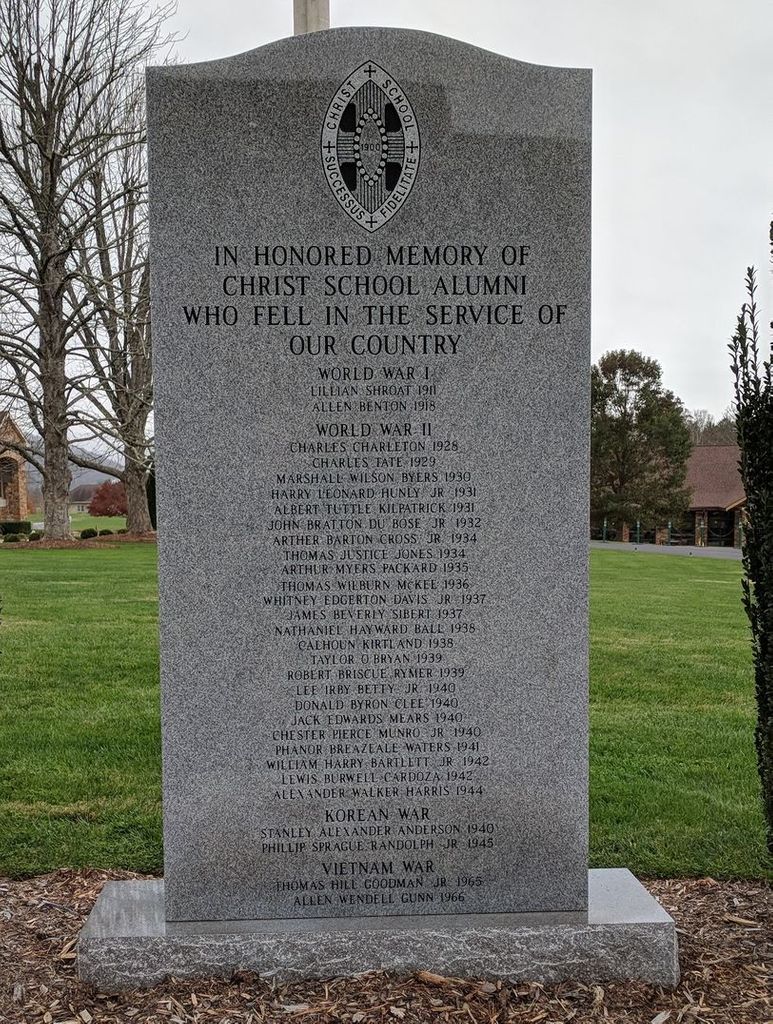 CHRIST SCHOOL
1900
SUCCESSUS FIDELITATE
IN HONORED MEMORY OF
CHRIST SCHOOL ALUMNI
WHO FELL IN THE SERVICE OF
OUR COUNTRY
WORLD WAR I
LILLIAN SHROAT 1911
ALLEN BENTON 1918
WORLD WAR II
CHARLES CHARLETON 1928
CHARLES TATE 1929
MARSHALL WILSON BYERS 1930
HARRY LEONARD HUNLY JR 1931
ALBERT TUTTLE KILPATRICK 1931
JOHN BRATTON DU BOSE JR 1932
ARTHER BARTON CROSS JR 1934
THOMAS JUSTICE JONES 1934
ARTHUR MYERS PACKARD 1935
THOMAS WILBURN McKEE 1936
WHITNEY EDGERTON DAVIS JR 1937
JAMES BEVERLY SIBERT 1937
NATHANIEL HAYWARD BALL 1938
CALHOUN KIRTLAND 1938
TAYLOR O'BRYAN 1939
ROBERT BRISCUE RYMER 1939
LEE IRBY BETTY JR 1940
DONALD BYRON CLEE 1940
JACK EDWARDS MEARS 1940
CHESTER PIERCE MUNRO JR 1940
PHANOR BREAZEALE WATERS 1941
WILLIAM HARRY BARTLETT JR 1942
LEWIS BURWELL CARDOZA 1942
ALEXANDER WALKER HARRIS 1944
KOREAN WAR
STANLEY ALEXANDER ANDERSON 1940
PHILLIP SPRAGUE RANDOLPH JR 1945
VIETNAM WAR
THOMAS HILL GOODMAN JR 1965
ALLEN WENDELL GUNN 1966